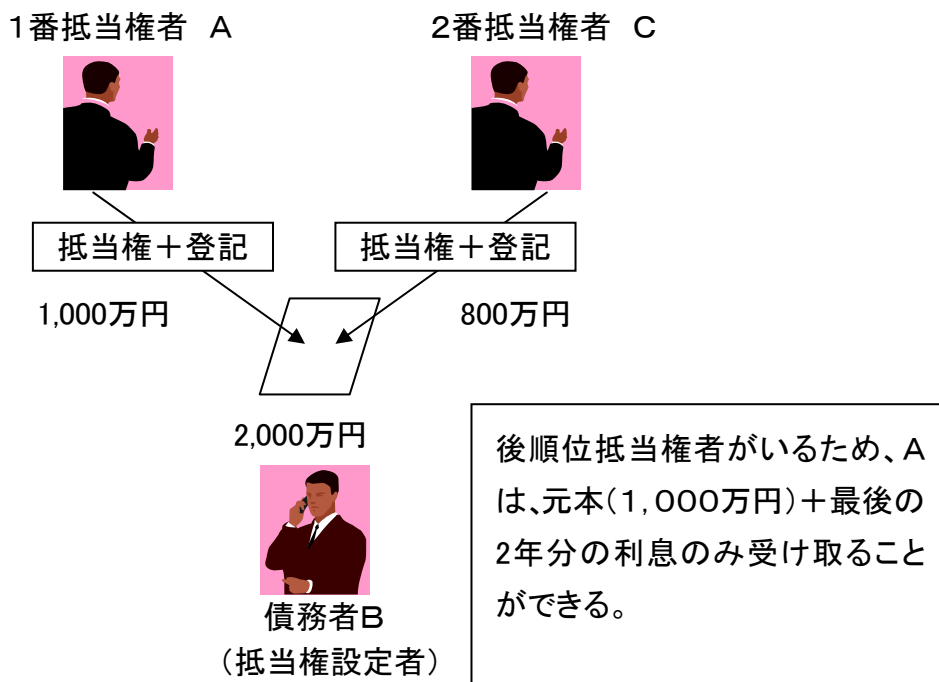 １番抵当権者　A
２番抵当権者　C
抵当権＋登記
抵当権＋登記
1,000万円
800万円
2,000万円
債務者B
（抵当権設定者）
後順位抵当権者がいるため、A
は、元本（１，０００万円）＋最後の
2年分の利息のみ受け取ること
ができる。